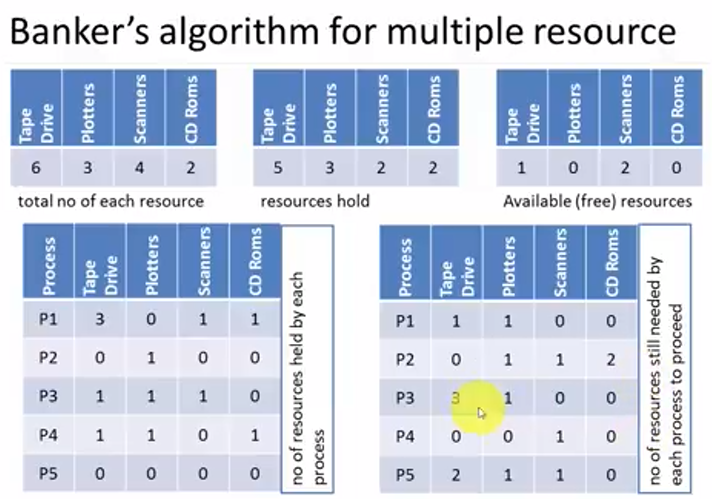 Banker's algorithm for multiple resource
Tape Drive Plotters Scanners CD Roms
6 3 4 2
total no of each resource
Tape Drive Plotters Scanners CD Roms
5 3 2 2
resources hold
Tape Drive Plotters Scanners CD Roms
1 0 2 0
Available (free) resources
Process Tape Drive Plotters Scanners CD Roms
P1 3 0 1 1
P2 0 1 0 0
P3 1 1 1 0
P4 1 1 0 1
P5 0 0 0 0
no of resources held by each
process
Process Tape Drive Plotters Scanners CD Roms
P1 1 1 0 0
P2 0 1 1 2
P3 3 1 0 0
P4 0 0 1 0
P5 2 1 1 0
no of resources still needed by
each process to proceed